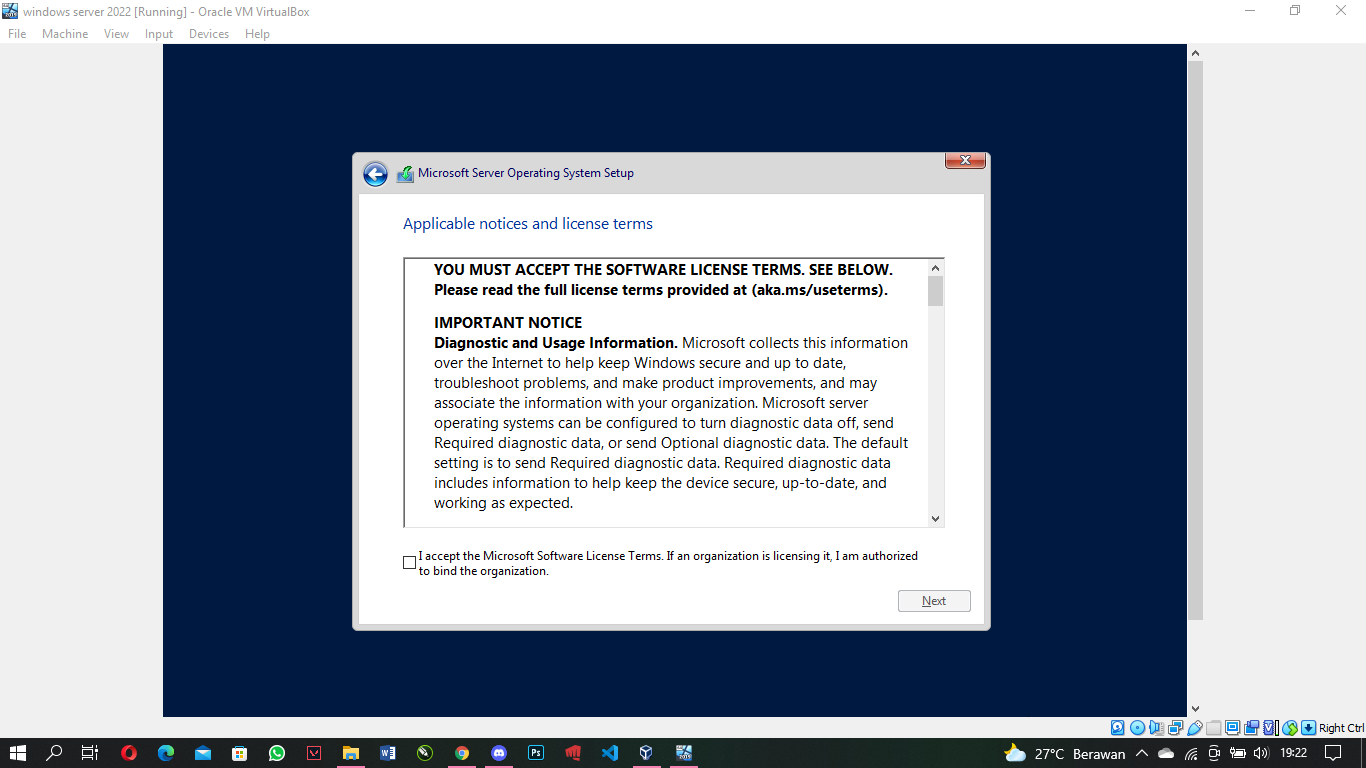 windows server 2022 [Running] - Oracle VM VirtualBox
File Machine View Input Devices Help
Microsoft Server Operating System Setup
Applicable notices and license terms
YOU MUST ACCEPT THE SOFTWARE LICENSE TERMS. SEE BELOW.
Please read the full license terms provided at (aka.ms/useterms).
IMPORTANT NOTICE
Diagnostic and Usage Information. Microsoft collects this information
over the Internet to help keep Windows secure and up to date,
troubleshoot problems, and make product improvements, and may
associate the information with your organization. Microsoft server
operating systems can be configured to turn diagnostic data off, send
Required diagnostic data, or send Optional diagnostic data. The default
setting is to send Required diagnostic data. Required diagnostic data
includes information to help keep the device secure, up-to-date, and
working as expected.
I accept the Microsoft Software License Terms. If an organization is licensing it, I am authorized
to bind the organization.
Next
Right Ctrl
27°C Berawan
19:22